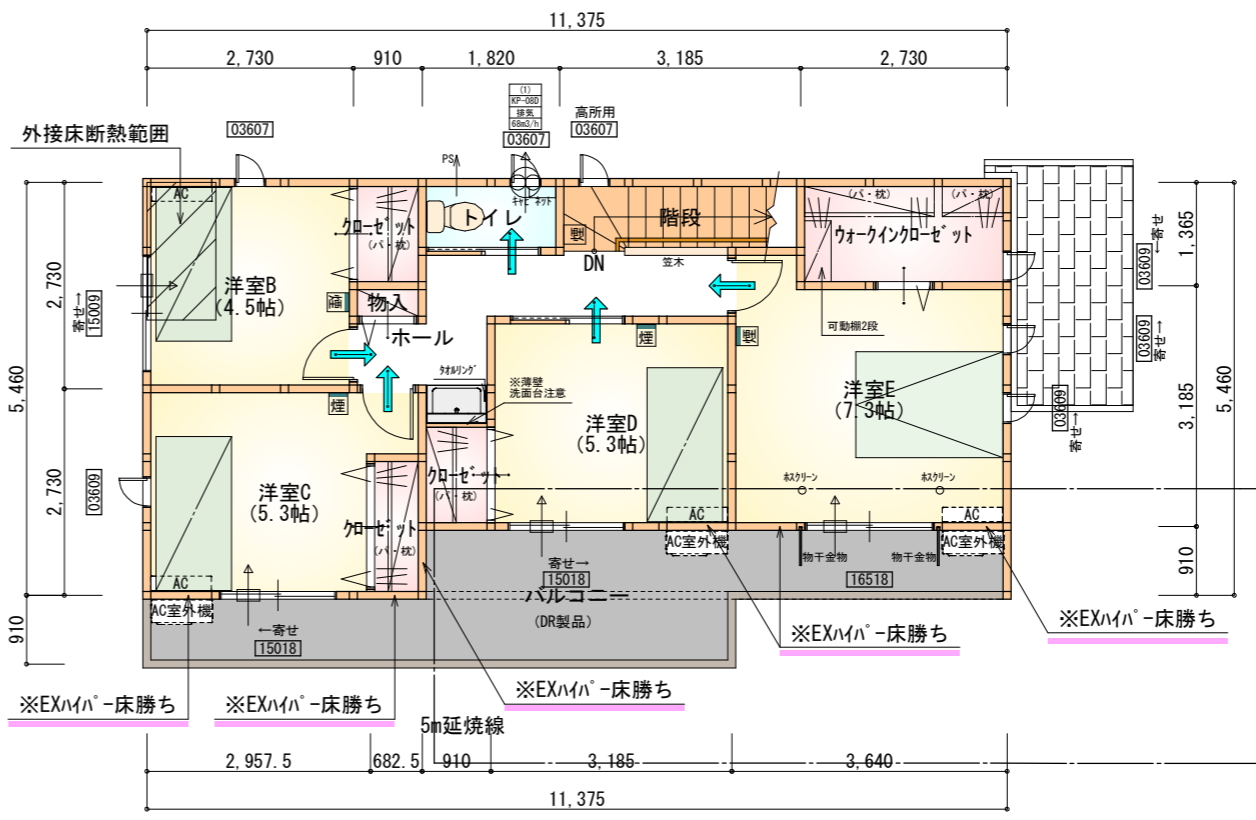 11,375
2,730
910
1,820
3,185
2,730
(1)
KP-08D
排気
68m3/h
高所用
外接床断熱範囲
03607
03607
03607
PS
AC
キャビネット
(バ・枕)
(バ・枕)
クローゼット
(バ・枕)
トイレ
煙
階段
ウォークインクローゼット
DN
笠木
1,365
←寄せ
03609
2,730
寄せ→
15009
洋室B
(4.5帖)
煙
物入
ホール
煙
煙
可動棚2段
03609
寄せ→
5,460
タオルリング
※薄壁
洗面台注意
煙
洋室D
(5.3帖)
洋室E
(7.3帖)
03609
寄せ→
3,185
5,460
2,730
03609
洋室C
(5.3帖)
クローゼット
(バ・枕)
クローゼット
(バ・枕)
ホスクリーン
ホスクリーン
AC
AC
AC室外機
AC室外機
物干金物
物干金物
寄せ→
15018
16518
910
バルコニー
(DR製品)
AC
AC室外機
←寄せ
15018
910
※EXハイパー床勝ち
※EXハイパー床勝ち
※EXハイパー床勝ち
※EXハイパー床勝ち
※EXハイパー床勝ち
5m延焼線
2,957.5
682.5
910
3,185
3,640
11,375